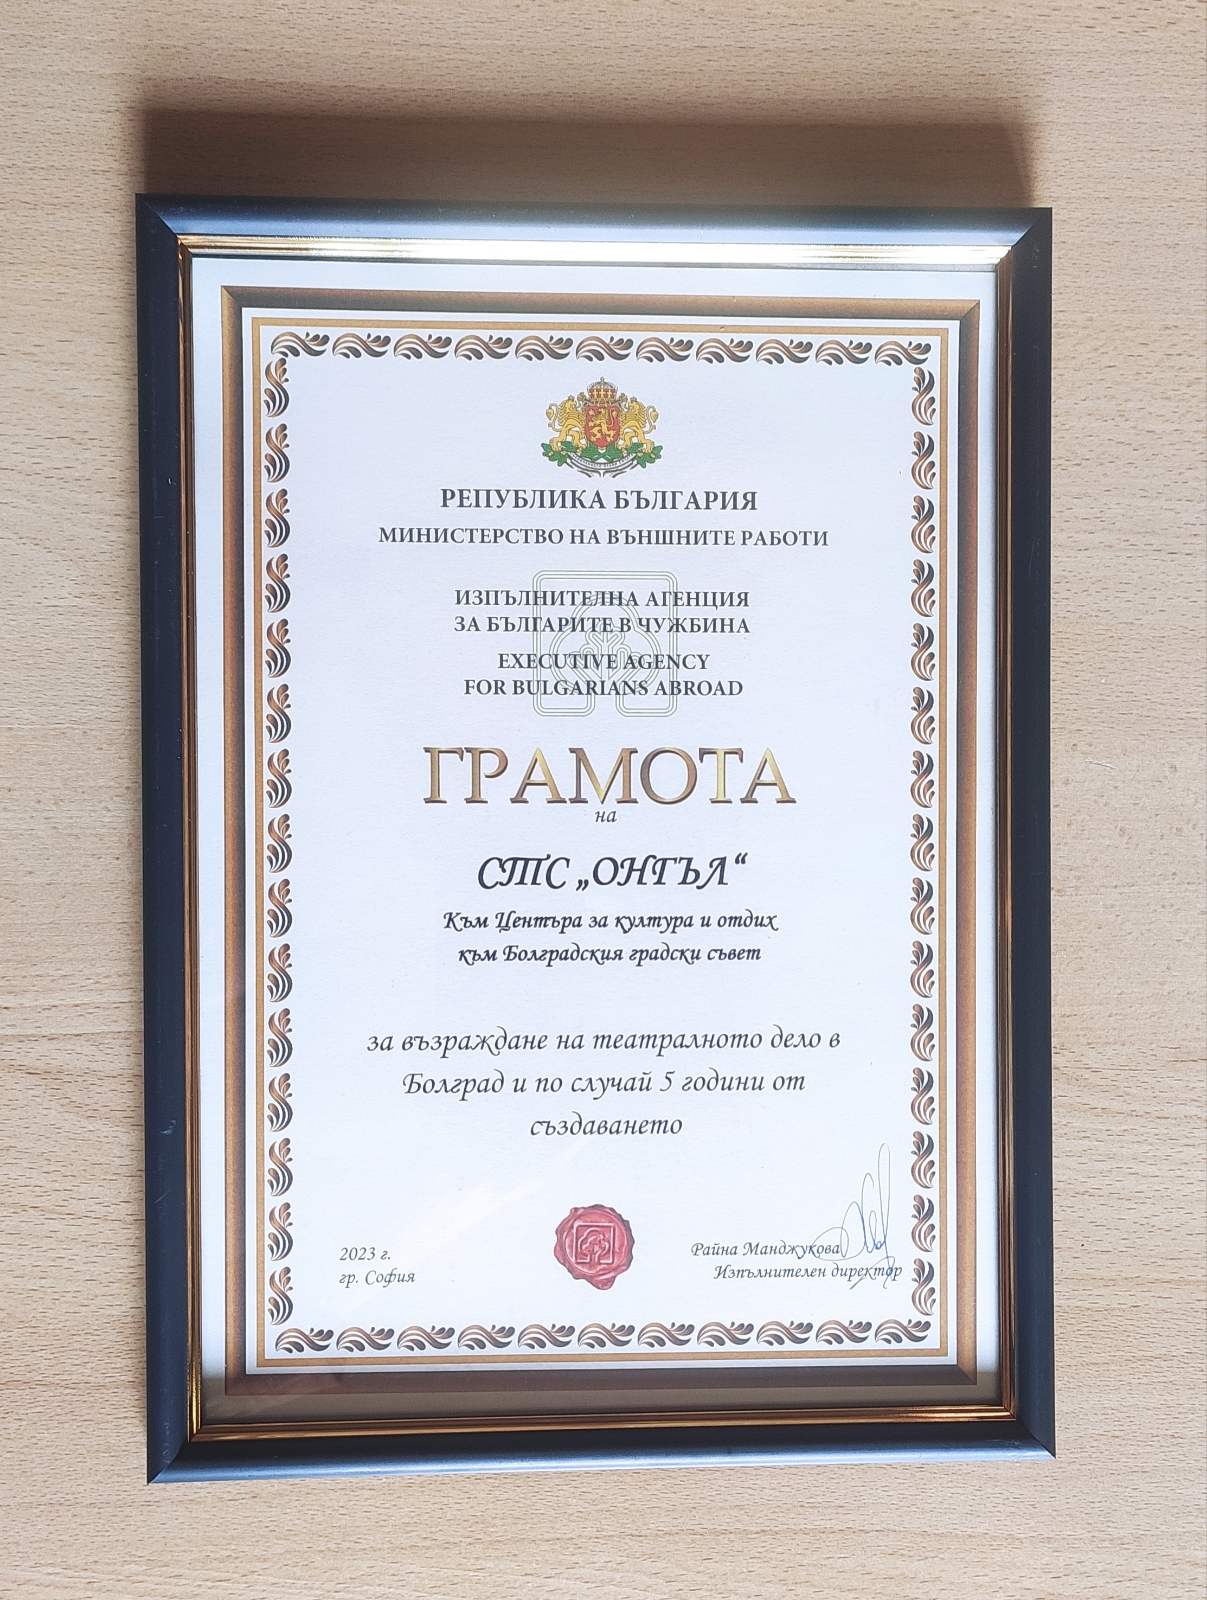 РЕПУБЛИКА БЪЛГАРИЯ
МИНИСТЕРСТВО НА ВЪНШНИТЕ РАБОТИ
ИЗПЪЛНИТЕЛНА АГЕНЦИЯ
ЗА БЪЛГАРИТЕ В ЧУЖБИНА
EXECUTIVE AGENCY
FOR BULGARIANS ABROAD
ГРАМОТА
на
СТС „ОНГЪЛ“
Към Центъра за култура и отдих
към Болградския градски съвет
за възраждане на театралното дело в
Болград и по случай 5 години от
създаването
2023 г.
гр. София
Райна Манджукова
Изпълнителен директор